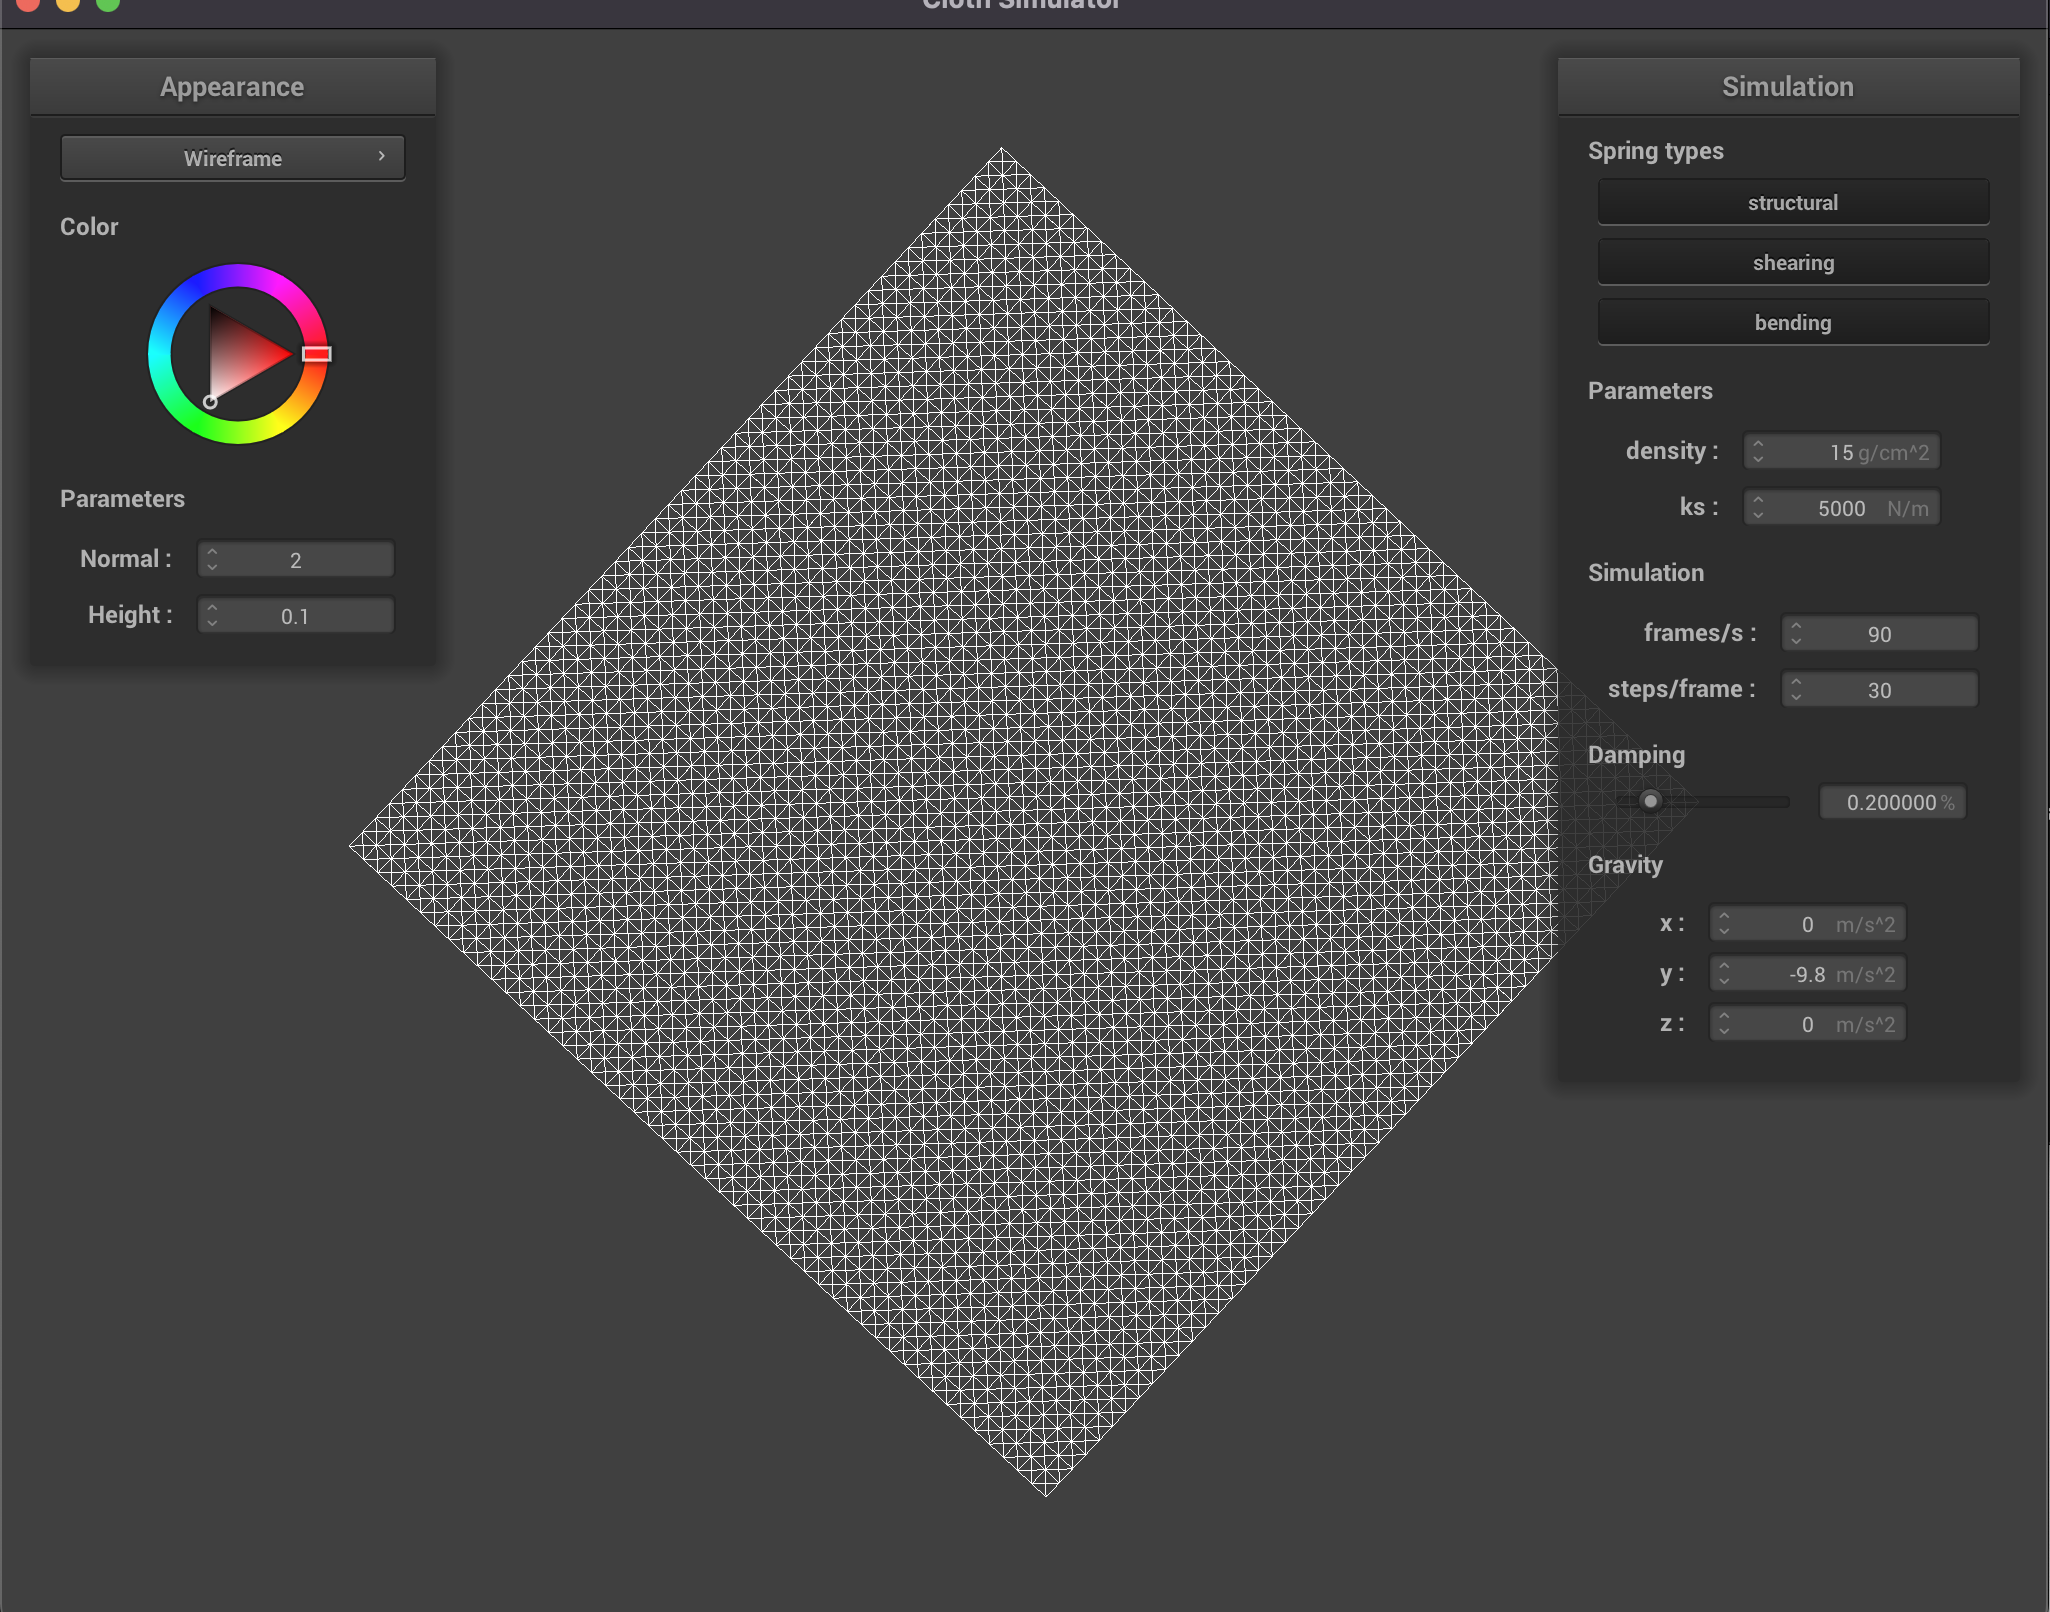 Cloth Simulator
Appearance
Wireframe
Color
Parameters
Normal : 2
Height : 0.1
Simulation
Spring types
structural
shearing
bending
Parameters
density : 15 g/cm^2
ks : 5000 N/m
Simulation
frames/s : 90
steps/frame : 30
Damping
0.200000 %
Gravity
x : 0 m/s^2
y : -9.8 m/s^2
z : 0 m/s^2